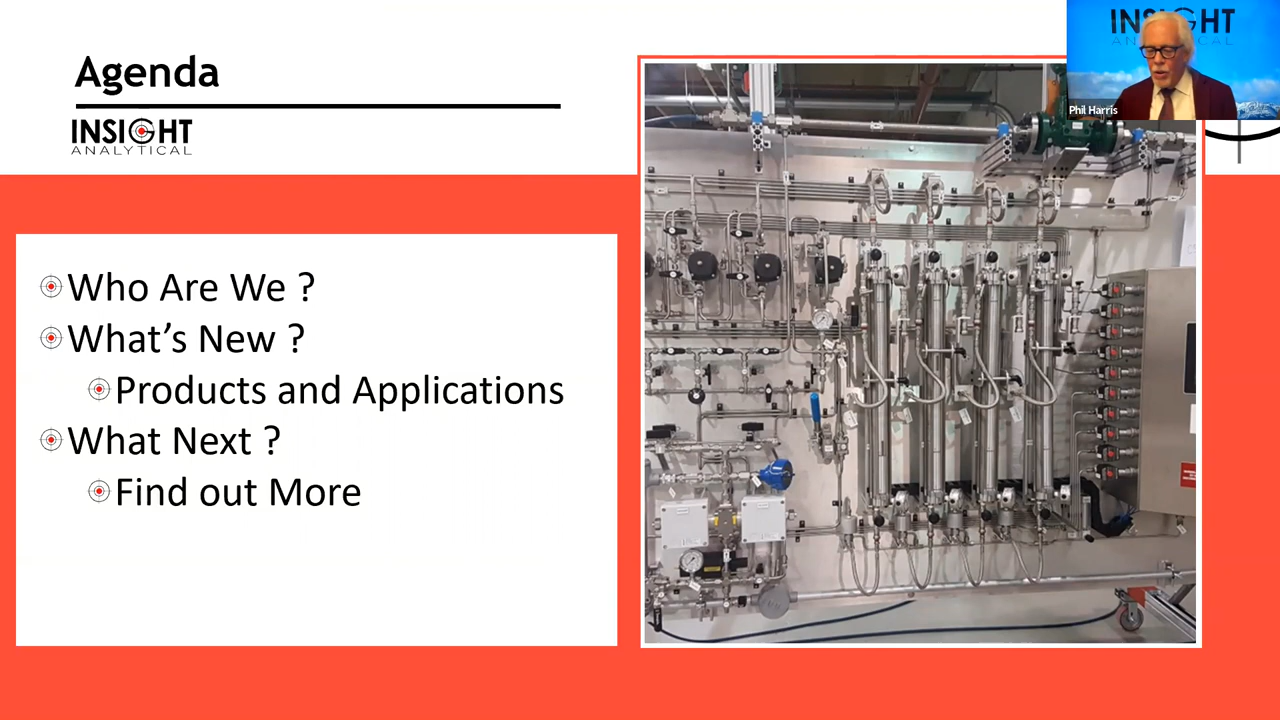 Agenda
INSIGHT
ANALYTICAL
Who Are We ?
What’s New ?
Products and Applications
What Next ?
Find out More
INSIGHT
ANALYTICAL
Phil Harris